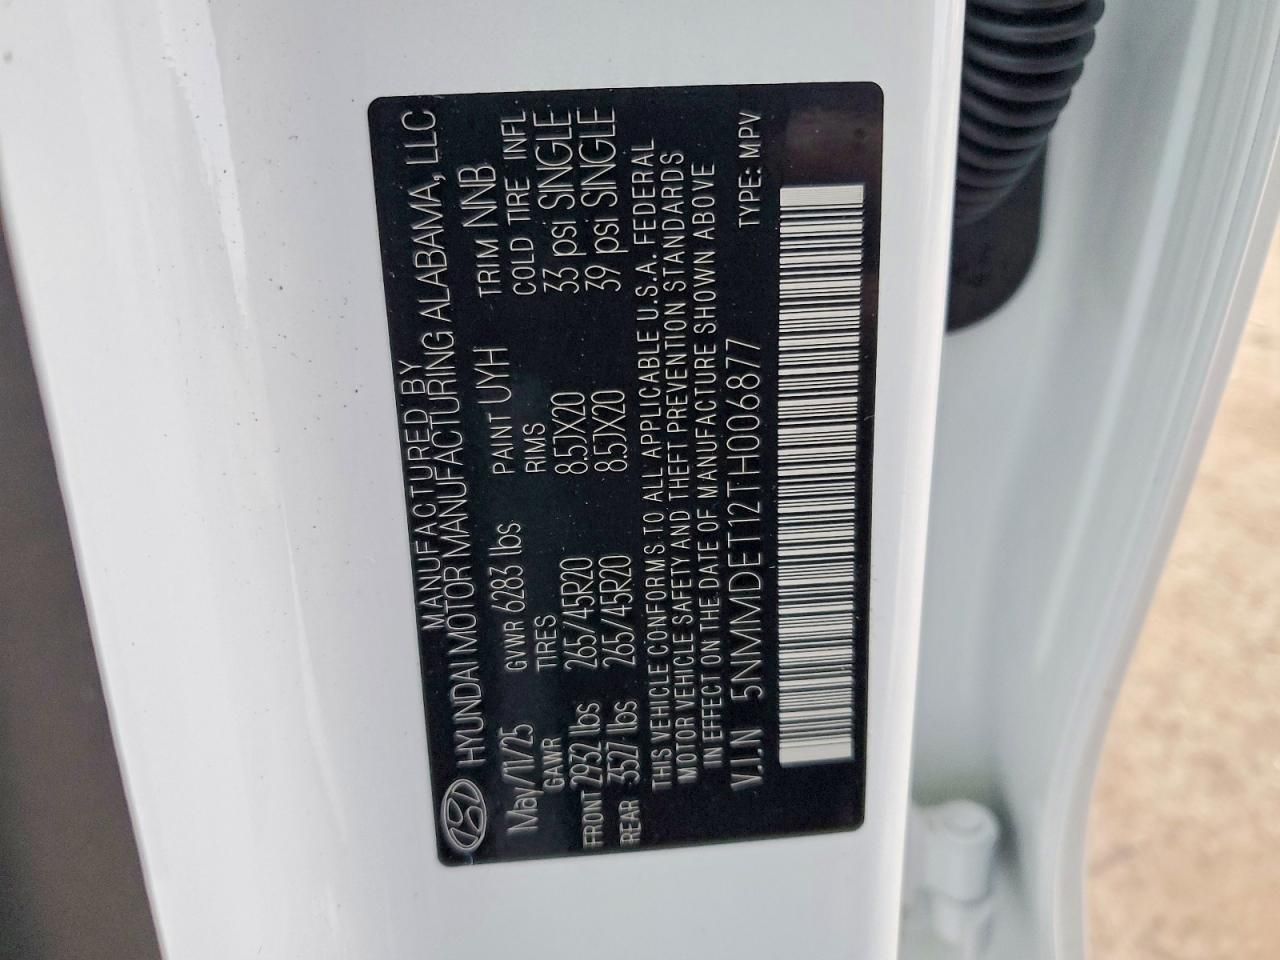 MANUFACTURED BY
HYUNDAI MOTOR MANUFACTURING ALABAMA, LLC
May/11/25 GVWR 6283 lbs PAINT UYH TRIM NNB
GAWR TIRES RIMS COLD TIRE INFL
FRONT 2932 lbs 265/45R20 8.5JX20 33 psi SINGLE
REAR 3527 lbs 265/45R20 8.5JX20 39 psi SINGLE
THIS VEHICLE CONFORMS TO ALL APPLICABLE U.S.A. FEDERAL
MOTOR VEHICLE SAFETY AND THEFT PREVENTION STANDARDS
IN EFFECT ON THE DATE OF MANUFACTURE SHOWN ABOVE
V.I.N 5NMMDET12TH006877 TYPE: MPV